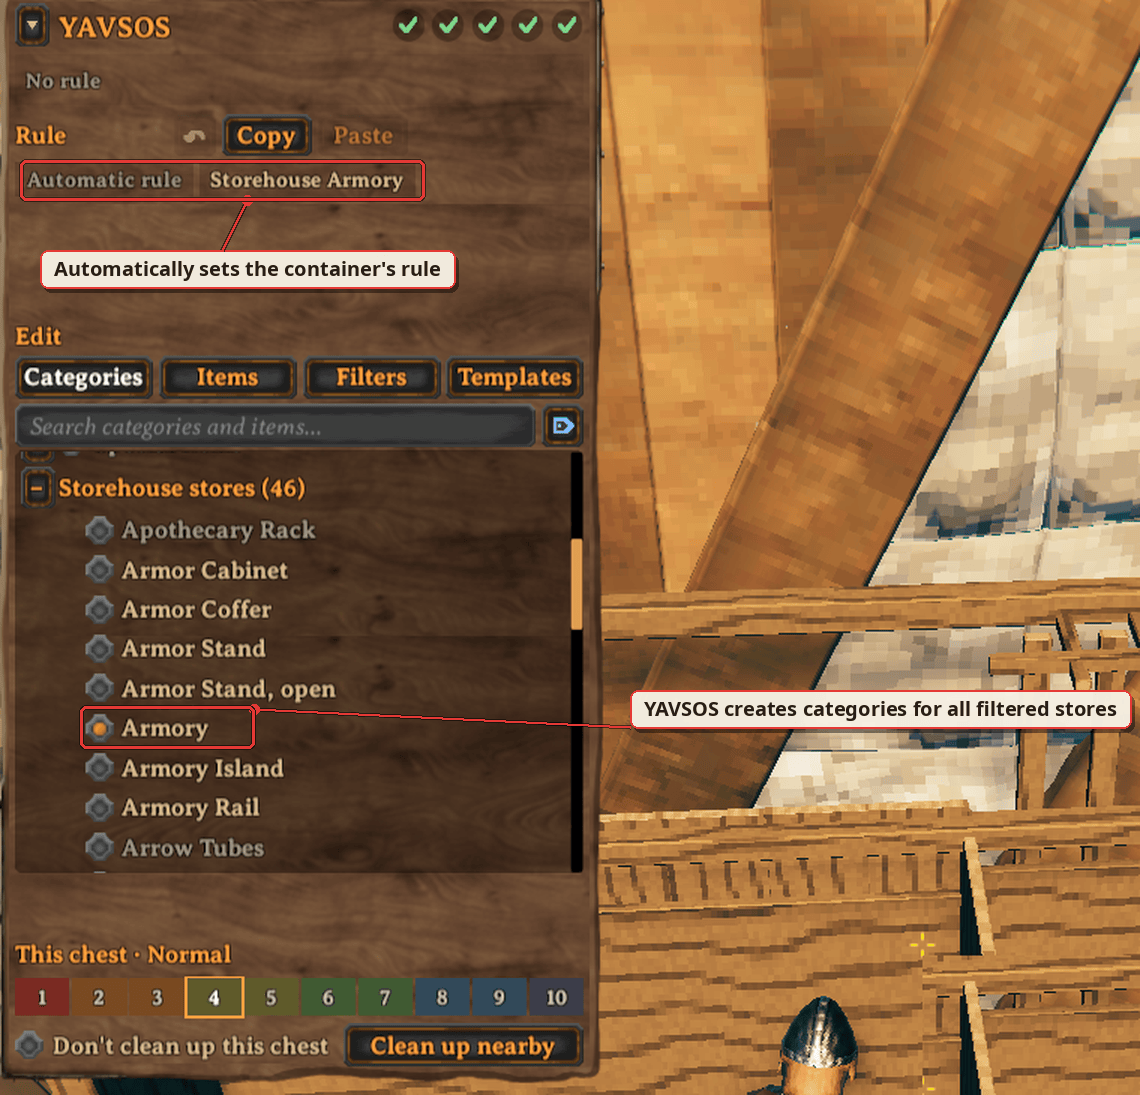 YAVSOS
No rule
Rule
Copy
Paste
Automatic rule
Storehouse Armory
Automatically sets the container's rule
Edit
Categories
Items
Filters
Templates
Search categories and items...
Storehouse stores (46)
Apothecary Rack
Armor Cabinet
Armor Coffer
Armor Stand
Armor Stand, open
Armory
YAVSOS creates categories for all filtered stores
Armory Island
Armory Rail
Arrow Tubes
This chest · Normal
1 2 3 4 5 6 7 8 9 10
Don't clean up this chest
Clean up nearby